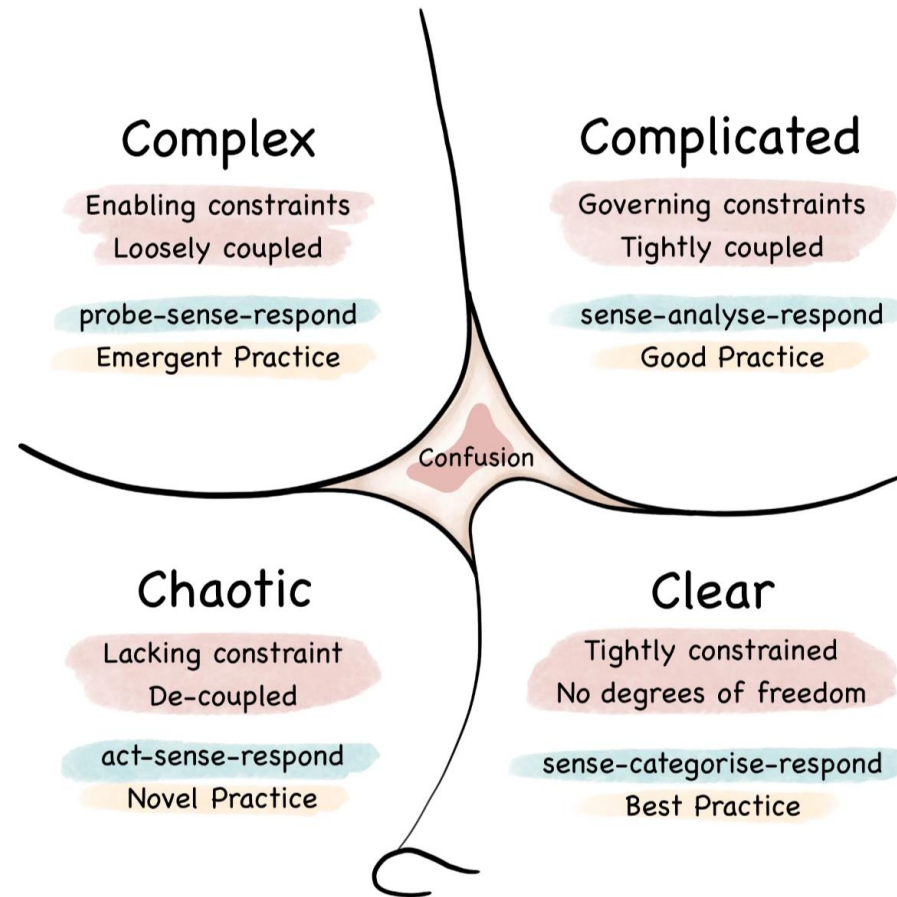 Complex
Enabling constraints
Loosely coupled
probe-sense-respond
Emergent Practice
Complicated
Governing constraints
Tightly coupled
sense-analyse-respond
Good Practice
Confusion
Chaotic
Lacking constraint
De-coupled
act-sense-respond
Novel Practice
Clear
Tightly constrained
No degrees of freedom
sense-categorise-respond
Best Practice